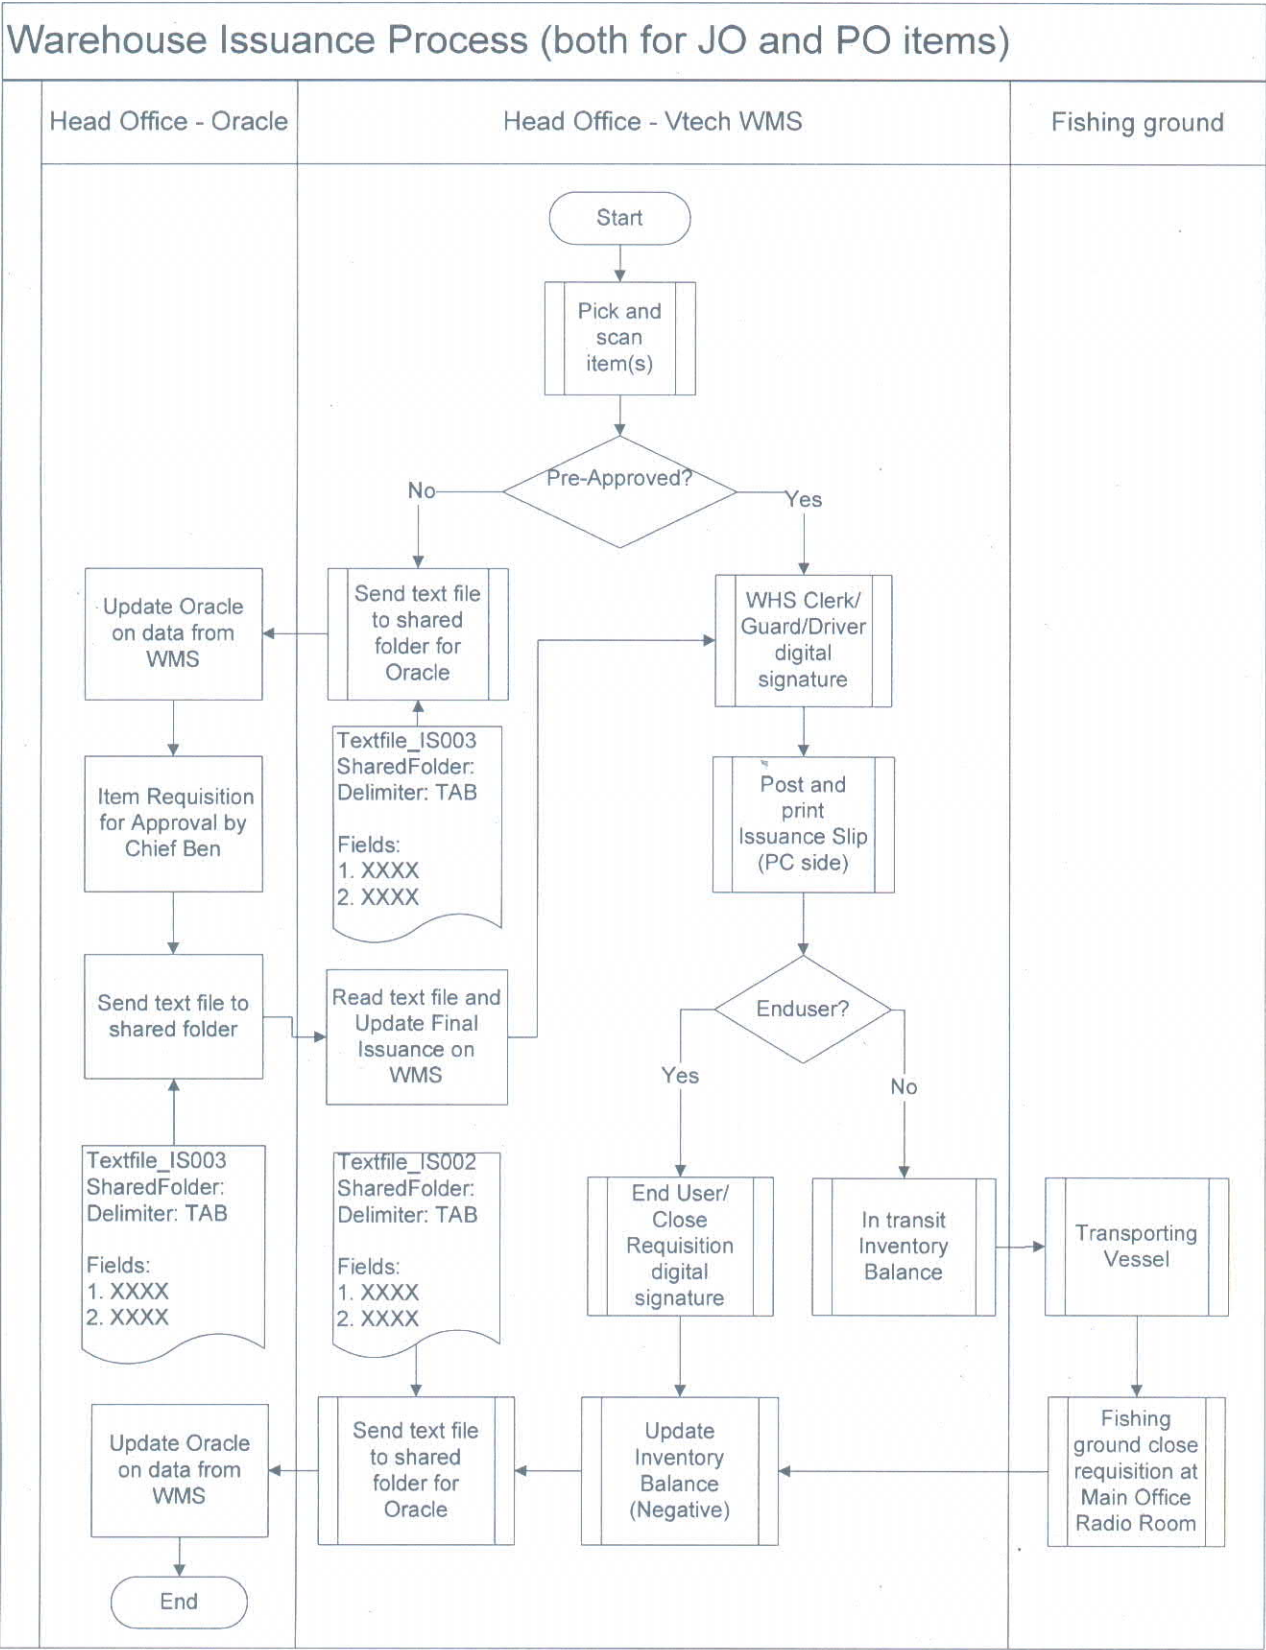 Warehouse Issuance Process (both for JO and PO items)
Head Office - Oracle
Head Office - Vtech WMS
Fishing ground
Start
Pick and
scan
item(s)
Pre-Approved?
No
Yes
Update Oracle
on data from
WMS
Send text file
to shared
folder for
Oracle
WHS Clerk/
Guard/Driver
digital
signature
Textfile_IS003
SharedFolder:
Delimiter: TAB
Fields:
1. XXXX
2. XXXX
Item Requisition
for Approval by
Chief Ben
Post and
print
Issuance Slip
(PC side)
Send text file to
shared folder
Read text file and
Update Final
Issuance on
WMS
Enduser?
Yes
No
Textfile_IS003
SharedFolder:
Delimiter: TAB
Fields:
1. XXXX
2. XXXX
Textfile_IS002
SharedFolder:
Delimiter: TAB
Fields:
1. XXXX
2. XXXX
End User/
Close
Requisition
digital
signature
In transit
Inventory
Balance
Transporting
Vessel
Update Oracle
on data from
WMS
Send text file
to shared
folder for
Oracle
Update
Inventory
Balance
(Negative)
Fishing
ground close
requisition at
Main Office
Radio Room
End